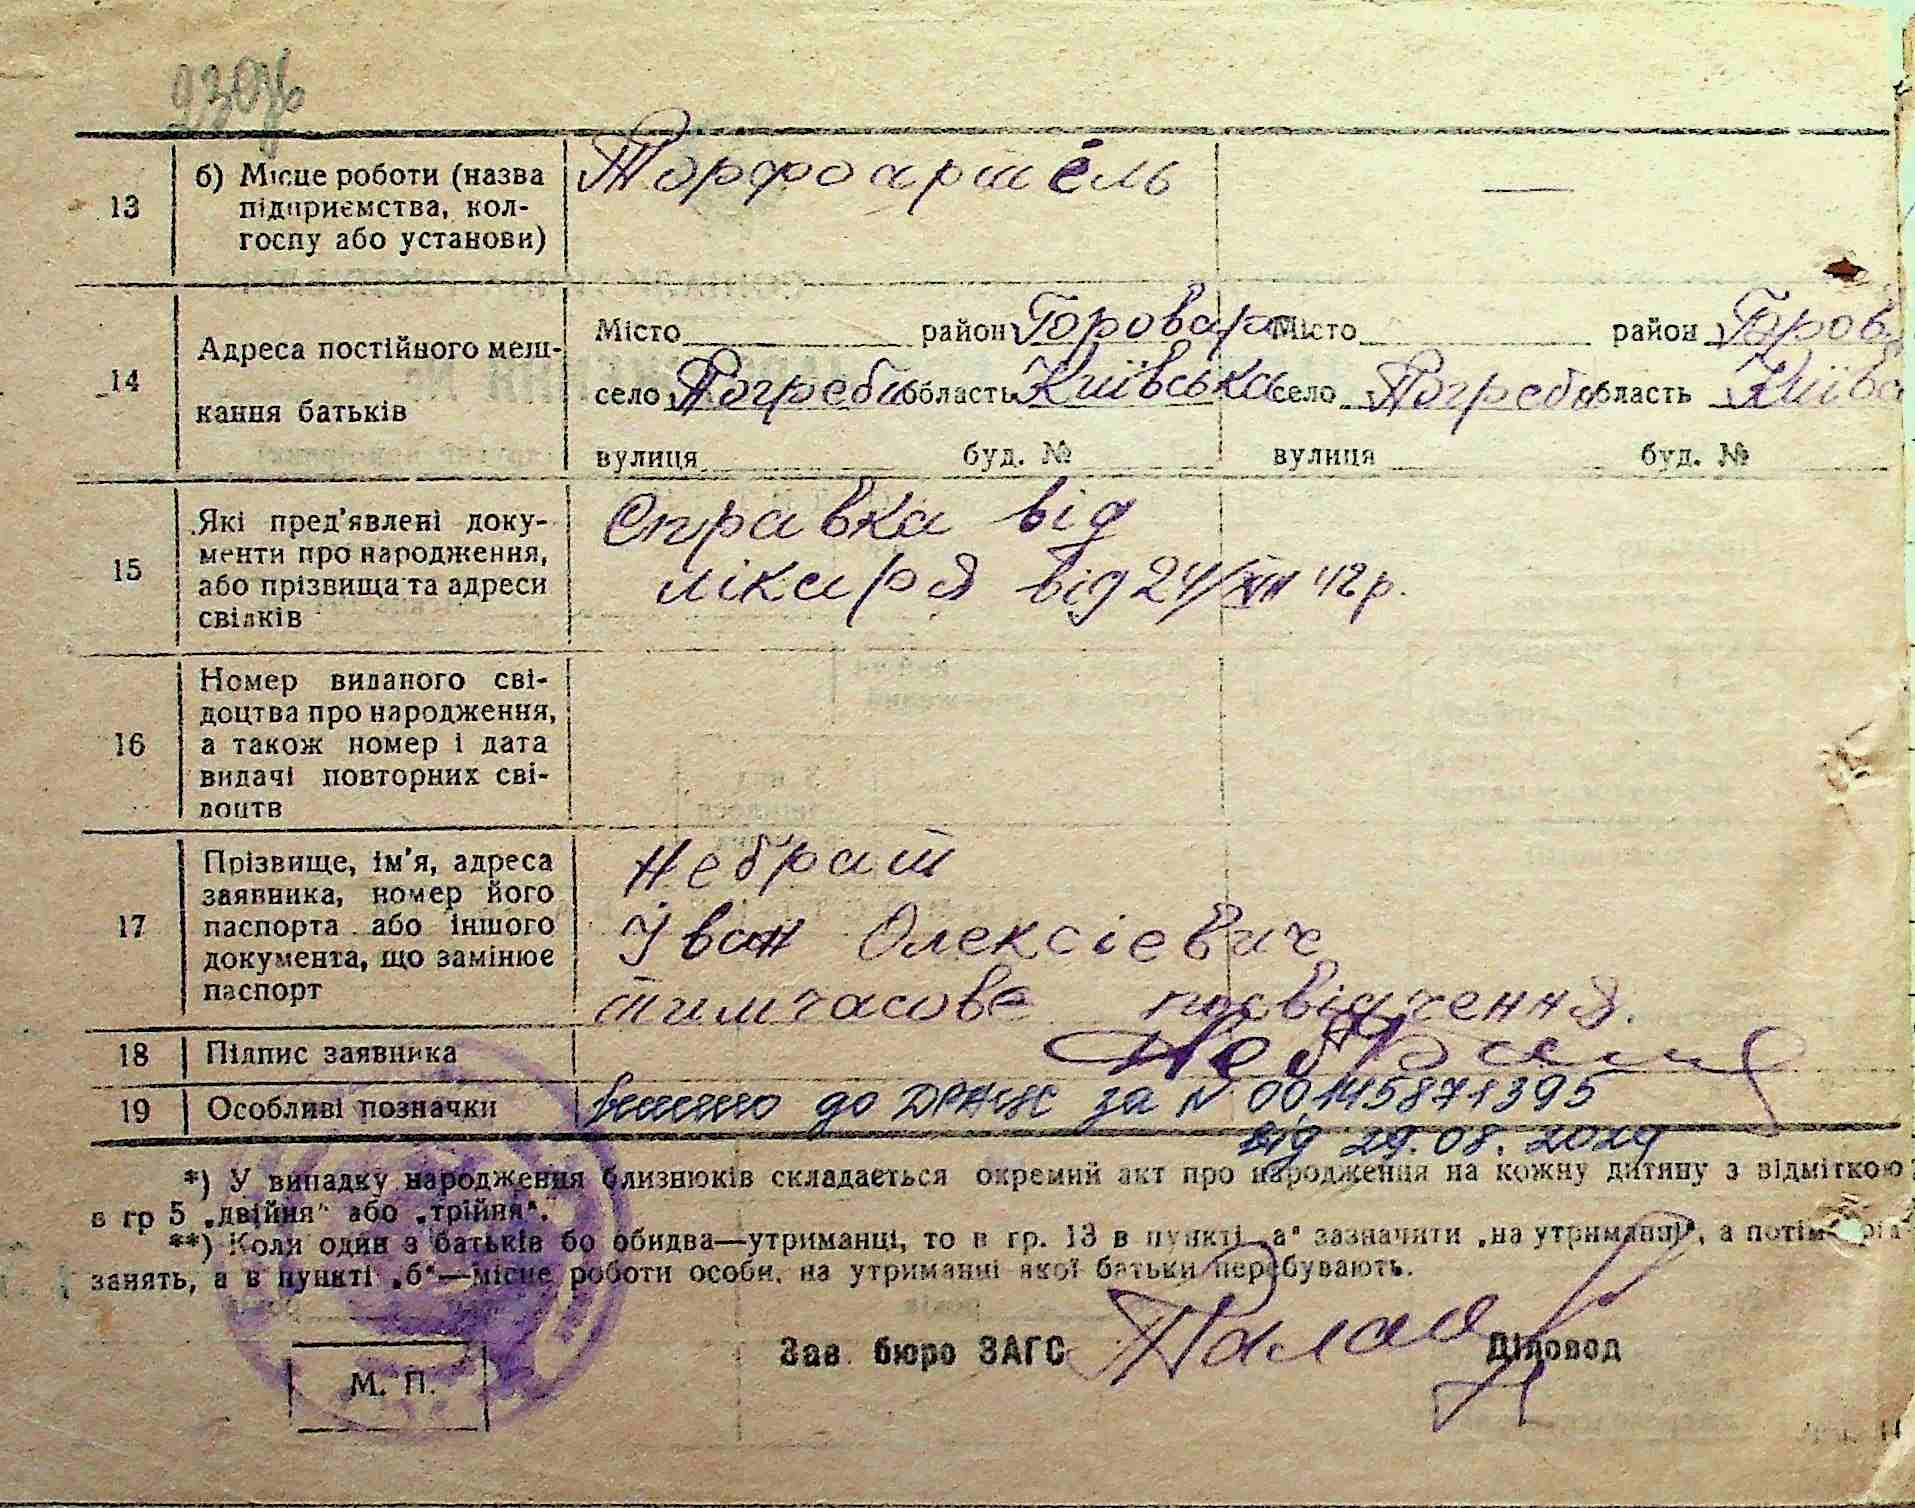 13
б) Місце роботи (назва
підприємства, кол-
госпу або установи)
Торфоартєль
—
14
Адреса постійного меш-
кання батьків
Місто район Бровар Місто район Бров
село Погреби область Київська село Погреби область Київс
вулиця буд. № вулиця буд. №
15
Які пред'явлені доку-
менти про народження,
або прізвища та адреси
свідків
Справка від
лікаря від 24/XII 42 р.
16
Номер виданого сві-
доцтва про народження,
а також номер і дата
видачі повторних сві-
доцтв
17
Прізвище, ім'я, адреса
заявника, номер його
паспорта або іншого
документа, що замінює
паспорт
Небрат
Іван Олексієвич
тимчасове посвідчення.
18 Підпис заявника
19 Особливі позначки внесено до ДРАЦС за № 00145871395
від 29.08.2024
*) У випадку народження близнюків складається окремий акт про народження на кожну дитину з відміткою
в гр 5 „двійня" або „трійня".
**) Коли один з батьків бо обидва—утриманці, то в гр. 13 в пункті „а" зазначити „на утриманні", а потім рід
занять, а в пункті „б"—місце роботи особи, на утриманні якої батьки перебувають.
Зав. бюро ЗАГС Діловод
М. П.